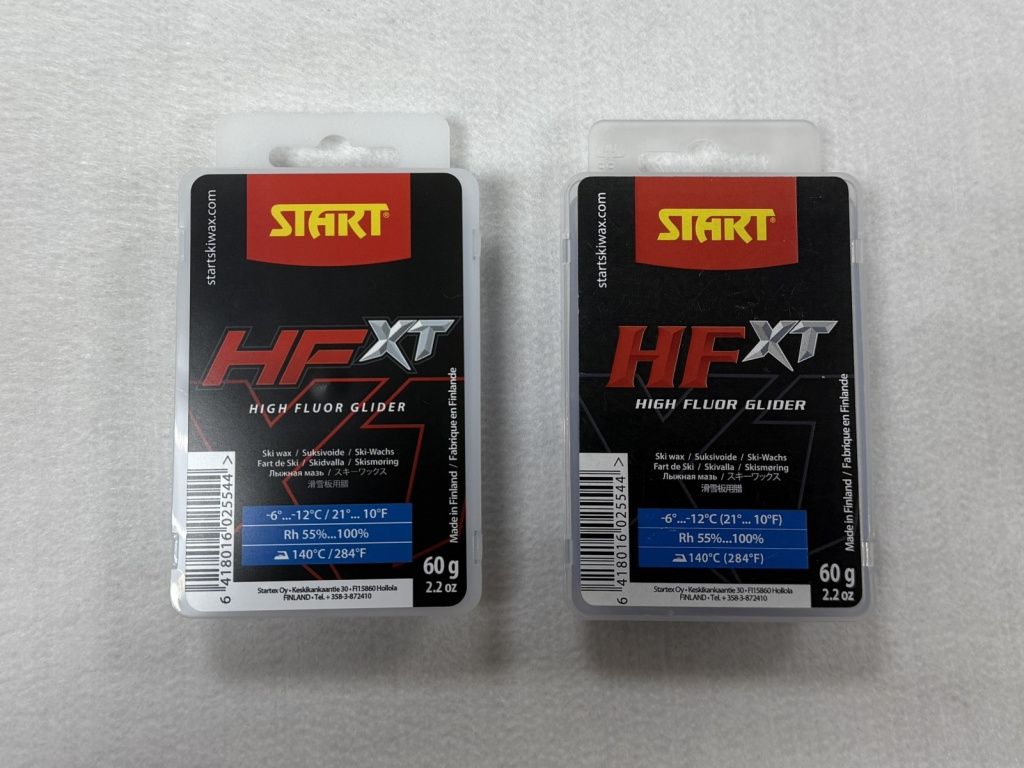 startskiwax.com
START®
HF XT
HIGH FLUOR GLIDER
Ski wax / Suksivoide / Ski-Wachs
Fart de Ski / Skidvalla / Skismøring
Лыжная мазь / スキーワックス
滑雪板用腊
-6°...-12°C / 21°... 10°F
Rh 55%...100%
140°C / 284°F
Startex Oy • Keskikankaantie 30 • FI15860 Hollola
FINLAND • Tel. + 358-3-872410
6 418016 025544 >
Made in Finland / Fabrique en Finlande
60 g
2.2 oz
startskiwax.com
START®
HF XT
HIGH FLUOR GLIDER
Ski wax / Suksivoide / Ski-Wachs
Fart de Ski / Skivalla / Skismøring
Лыжная мазь / スキーワックス
滑雪板用腊
-6°...-12°C (21°... 10°F)
Rh 55%...100%
140°C (284°F)
Startex Oy • Keskikankaantie 30 • FI15860 Hollola
FINLAND • Tel. + 358-3-872410
6 418016 025544 >
Made in Finland / Fabrique en Finlande
60 g
2.2 oz